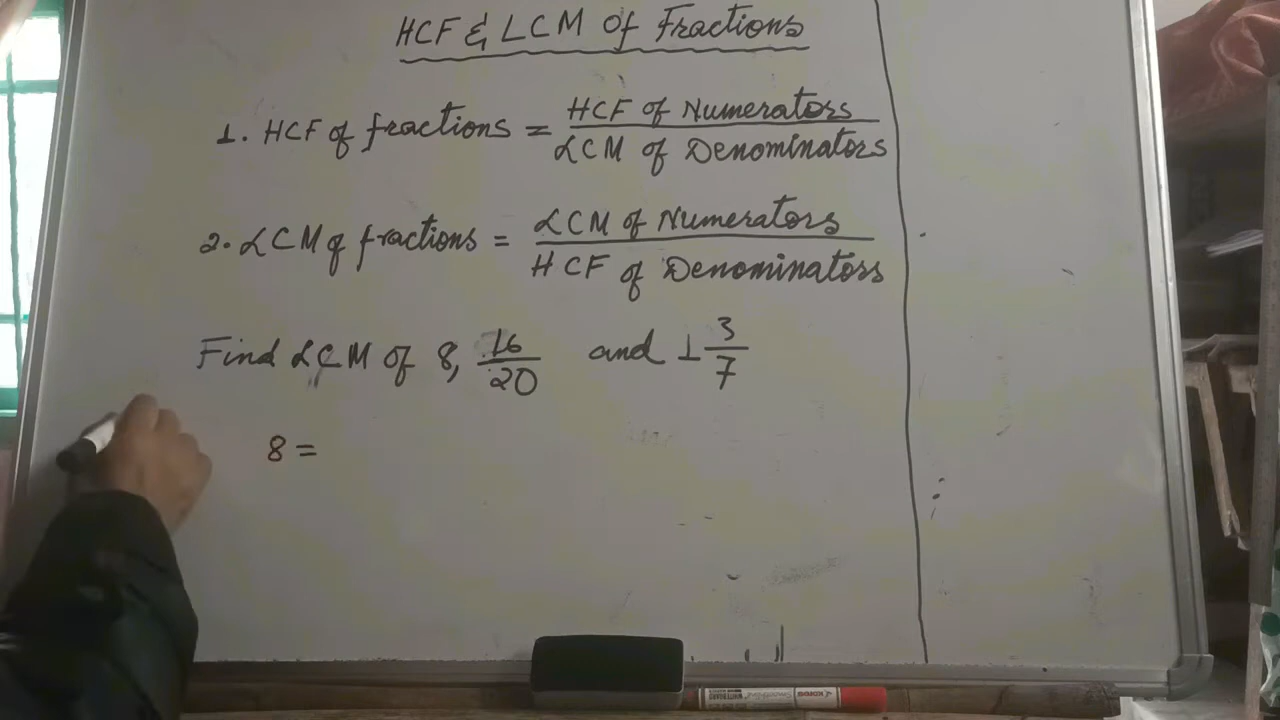 HCF & LCM Of Fractions
1. HCF of fractions = HCF of Numerators / LCM of Denominators
2. LCM of fractions = LCM of Numerators / HCF of Denominators
Find LCM of 8, 16/20 and 1 3/7
8 =